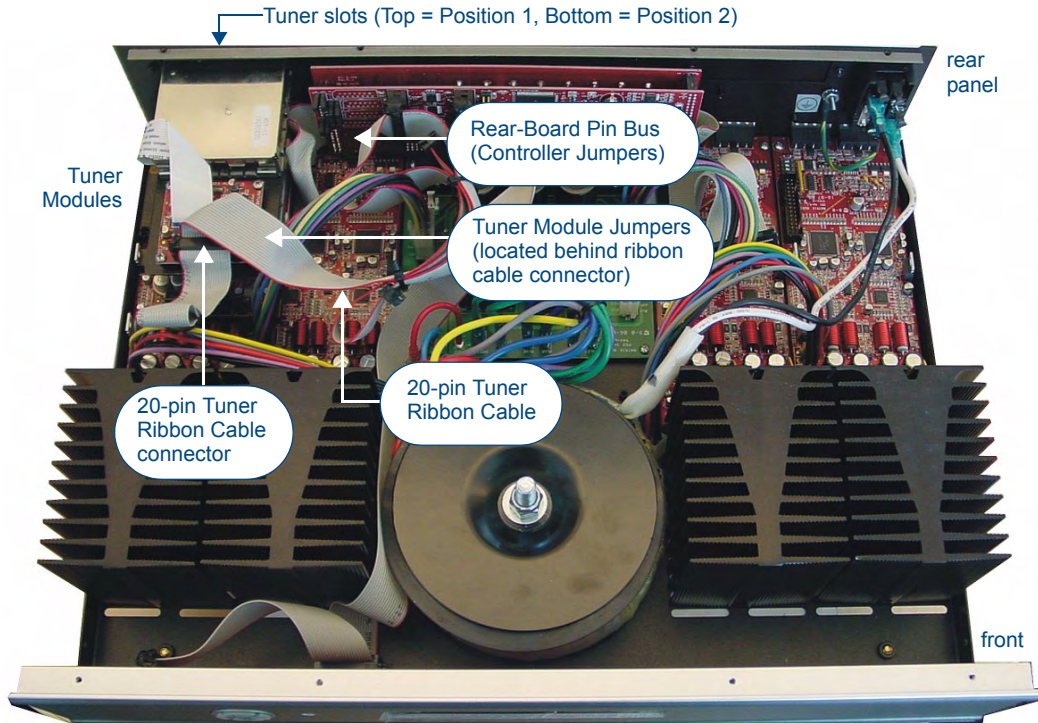 Tuner slots (Top = Position 1, Bottom = Position 2)
rear
panel
Rear-Board Pin Bus
(Controller Jumpers)
Tuner
Modules
Tuner Module Jumpers
(located behind ribbon
cable connector)
20-pin Tuner
Ribbon Cable
connector
20-pin Tuner
Ribbon Cable
front